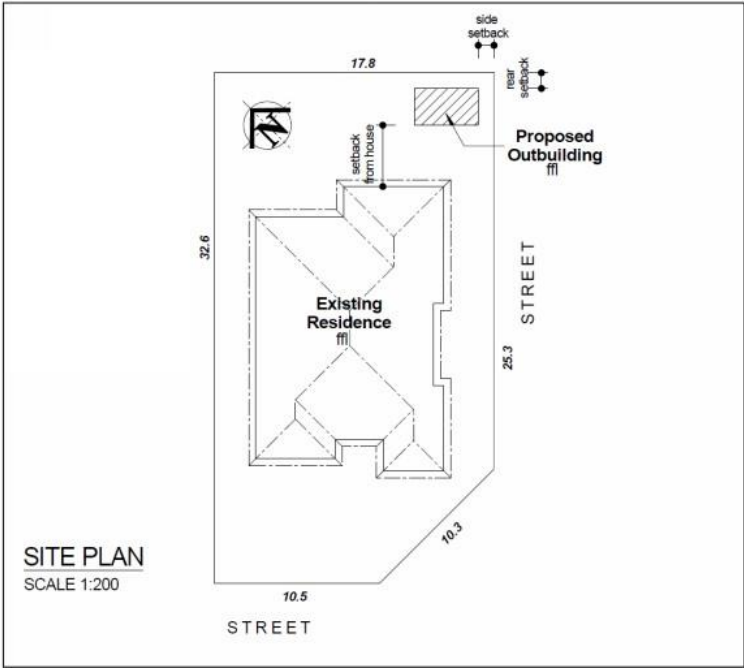 side
setback
17.8
rear
setback
N
setback
from house
Proposed
Outbuilding
ffl
32.6
STREET
Existing
Residence
ffl
25.3
10.3
SITE PLAN
SCALE 1:200
10.5
STREET